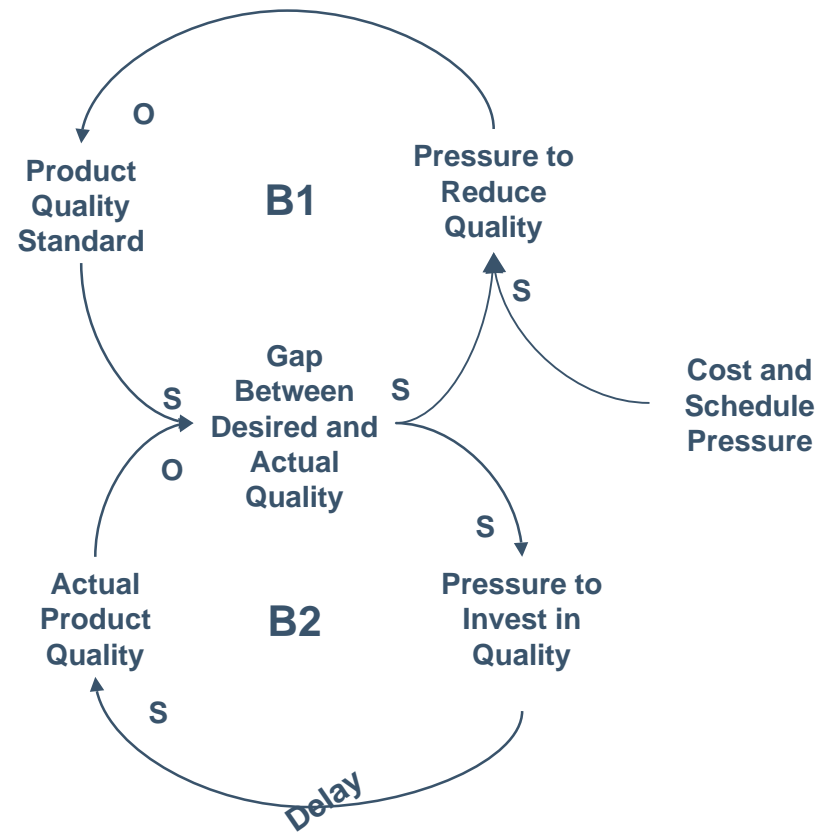 O
Product
Quality
Standard
B1
Pressure to
Reduce
Quality
S
Gap
Between
Desired and
Actual
Quality
S
S
O
Cost and
Schedule
Pressure
S
Actual
Product
Quality
B2
Pressure to
Invest in
Quality
S
Delay